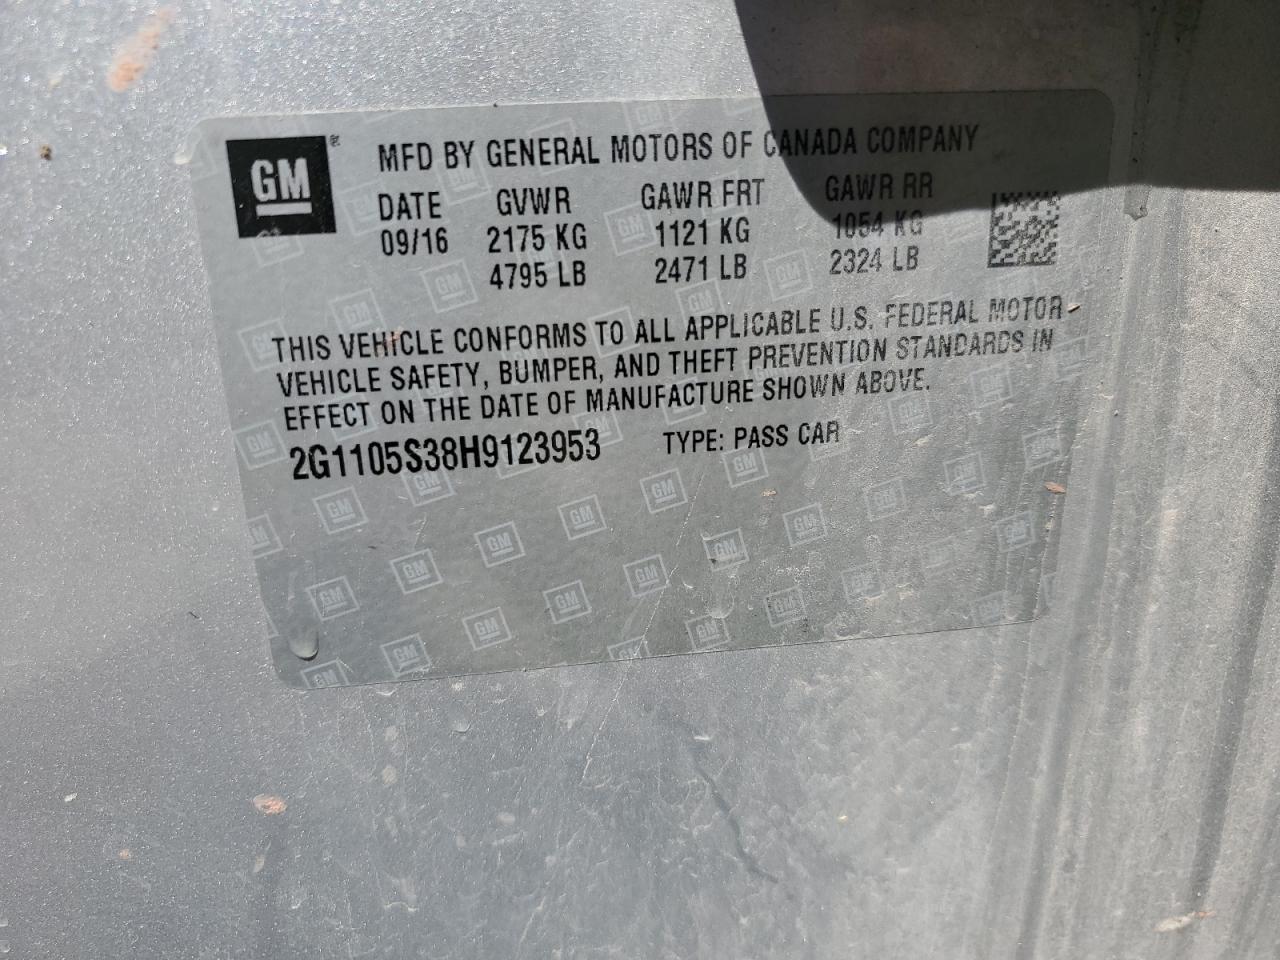 GM ® MFD BY GENERAL MOTORS OF CANADA COMPANY
DATE GVWR GAWR FRT GAWR RR
09/16 2175 KG 1121 KG 1054 KG
4795 LB 2471 LB 2324 LB
THIS VEHICLE CONFORMS TO ALL APPLICABLE U.S. FEDERAL MOTOR
VEHICLE SAFETY, BUMPER, AND THEFT PREVENTION STANDARDS IN
EFFECT ON THE DATE OF MANUFACTURE SHOWN ABOVE.
2G1105S38H9123953 TYPE: PASS CAR